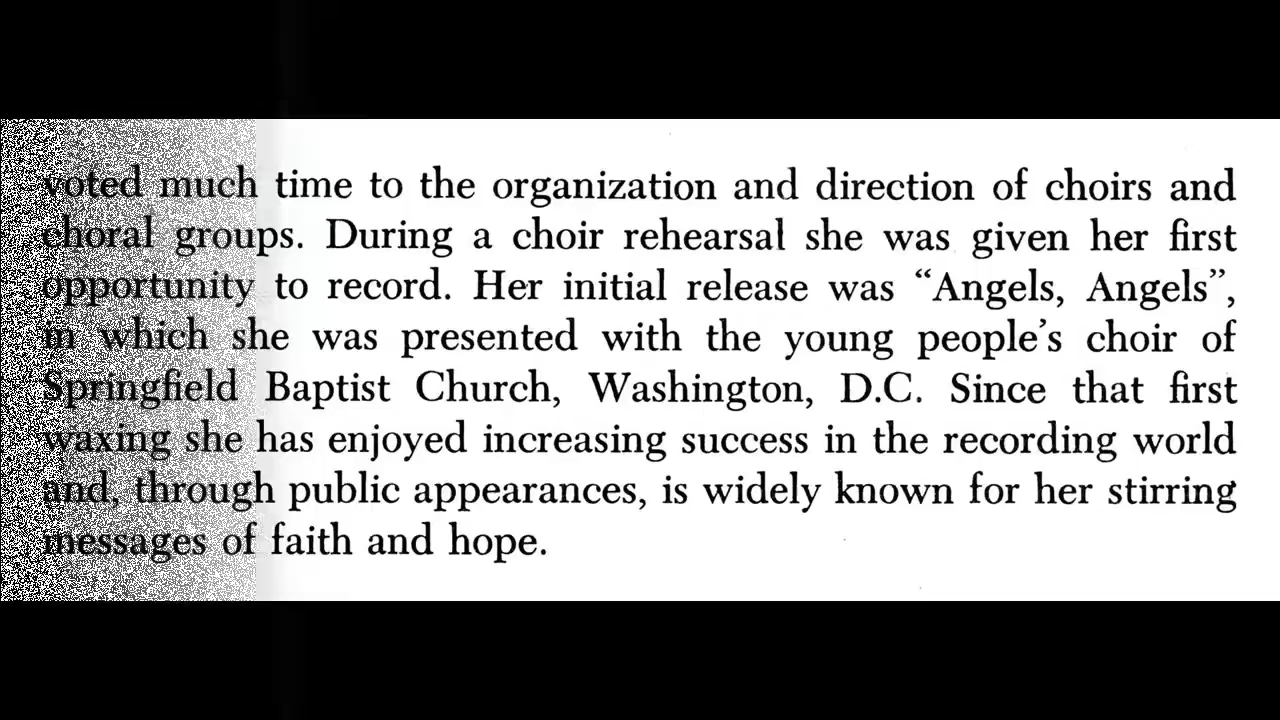 voted much time to the organization and direction of choirs and
choral groups. During a choir rehearsal she was given her first
opportunity to record. Her initial release was “Angels, Angels”,
in which she was presented with the young people’s choir of
Springfield Baptist Church, Washington, D.C. Since that first
waxing she has enjoyed increasing success in the recording world
and, through public appearances, is widely known for her stirring
messages of faith and hope.